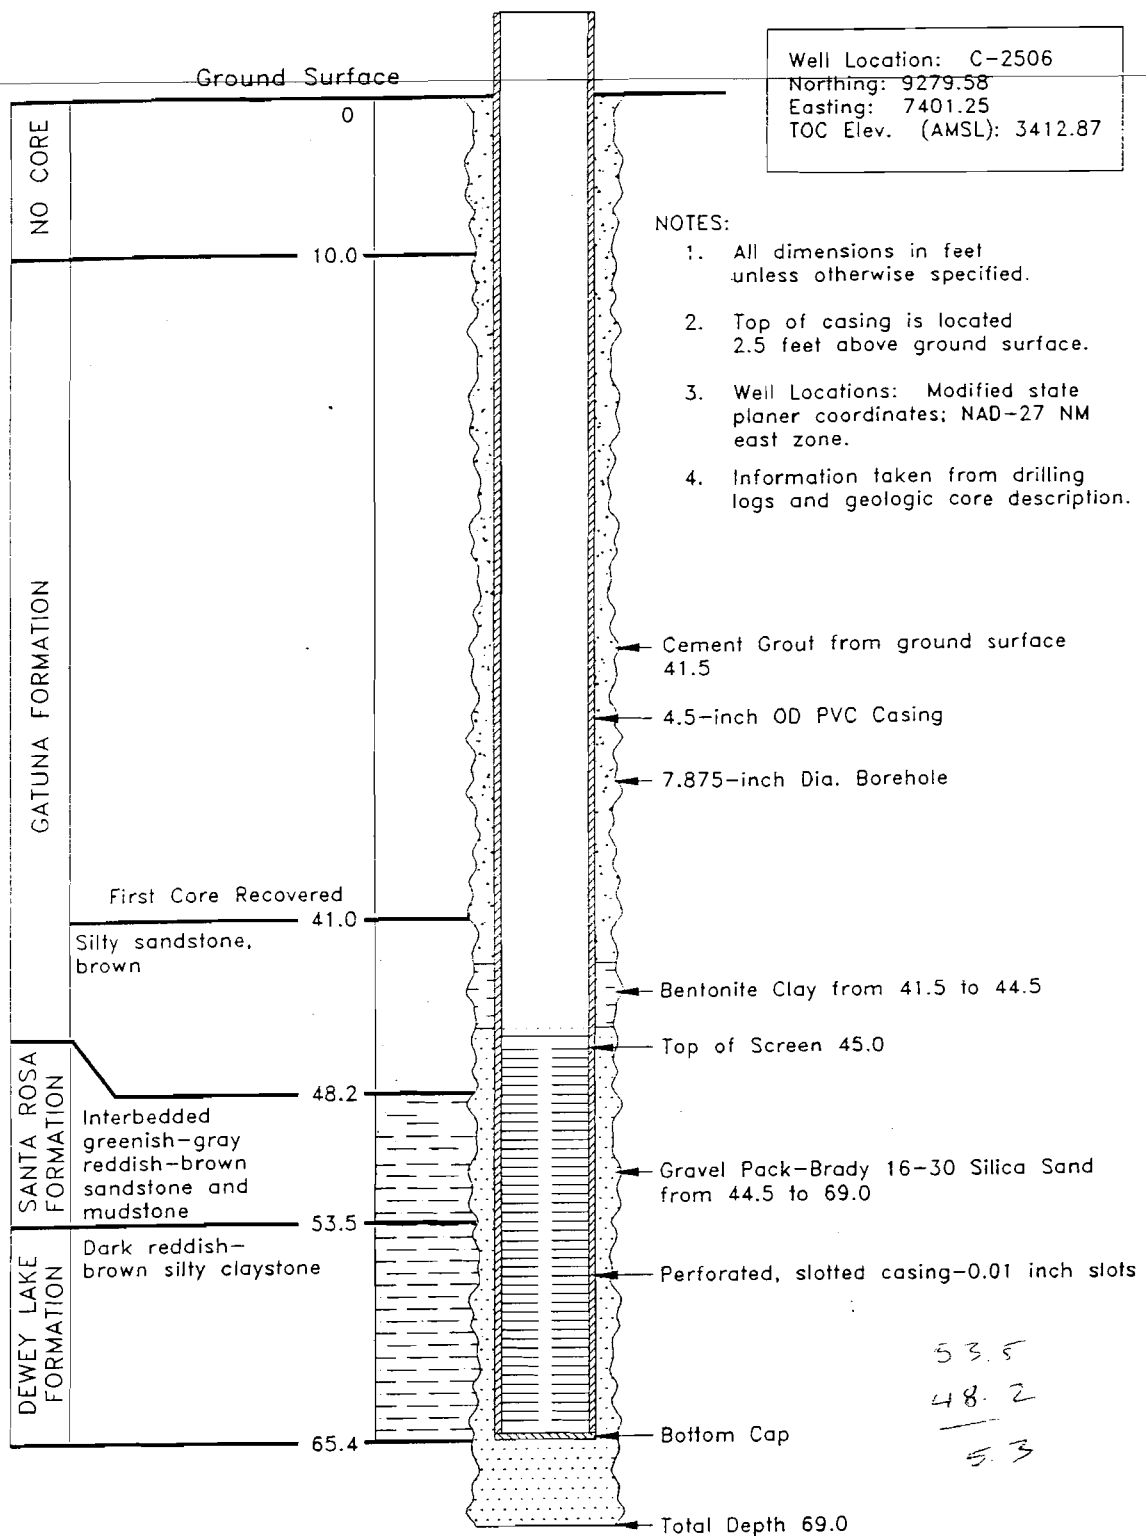 Ground Surface
Well Location: C-2506
Northing: 9279.58
Easting: 7401.25
TOC Elev. (AMSL): 3412.87
0
NO CORE
10.0
NOTES:
1. All dimensions in feet
unless otherwise specified.
2. Top of casing is located
2.5 feet above ground surface.
3. Well Locations: Modified state
planer coordinates; NAD-27 NM
east zone.
4. Information taken from drilling
logs and geologic core description.
GATUNA FORMATION
Cement Grout from ground surface
41.5
4.5-inch OD PVC Casing
7.875-inch Dia. Borehole
First Core Recovered
41.0
Silty sandstone,
brown
Bentonite Clay from 41.5 to 44.5
Top of Screen 45.0
48.2
SANTA ROSA
FORMATION
Interbedded
greenish-gray
reddish-brown
sandstone and
mudstone
Gravel Pack-Brady 16-30 Silica Sand
from 44.5 to 69.0
53.5
DEWEY LAKE
FORMATION
Dark reddish-
brown silty claystone
Perforated, slotted casing-0.01 inch slots
53.5
48.2
5.3
Bottom Cap
65.4
Total Depth 69.0